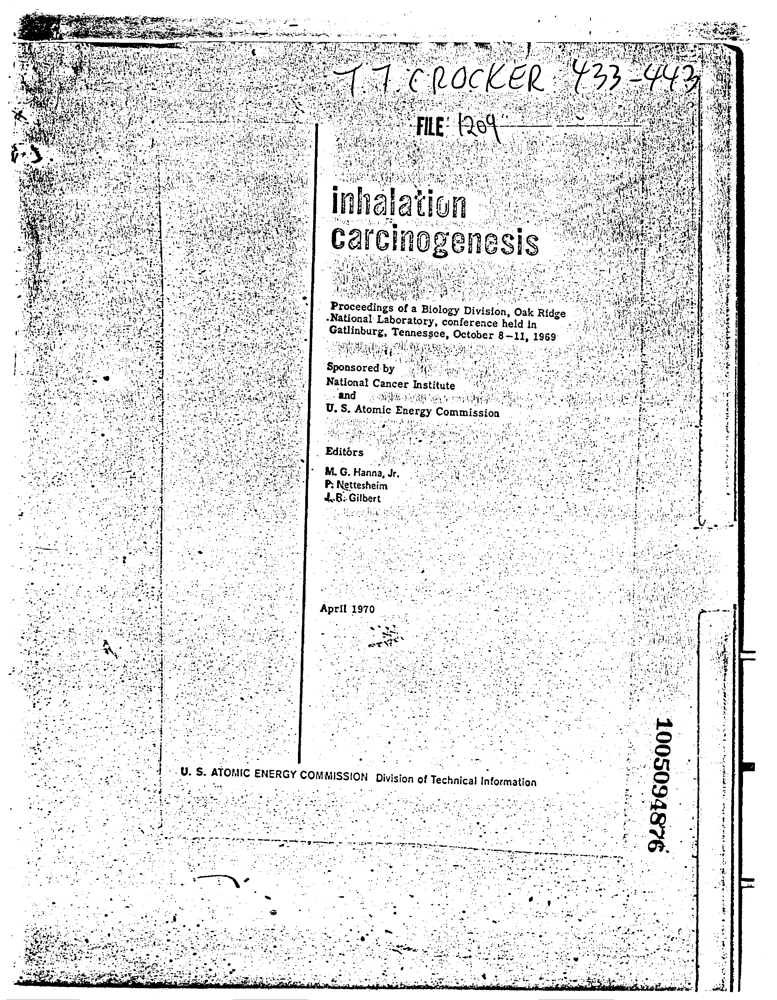 T. T. CROCKER 433-443
FILE: 1209
inhalation
carcinogenesis
Proceedings of a Biology Division, Oak Ridge
National Laboratory, conference held in
Gatlinburg, Tennessee, October 8-11, 1969
Sponsored by
National Cancer Institute
and
U. S. Atomic Energy Commission
Editors
M. G. Hanna, Jr.
P. Nettesheim
J. R. Gilbert
April 1970
U. S. ATOMIC ENERGY COMMISSION Division of Technical Information
1005094876